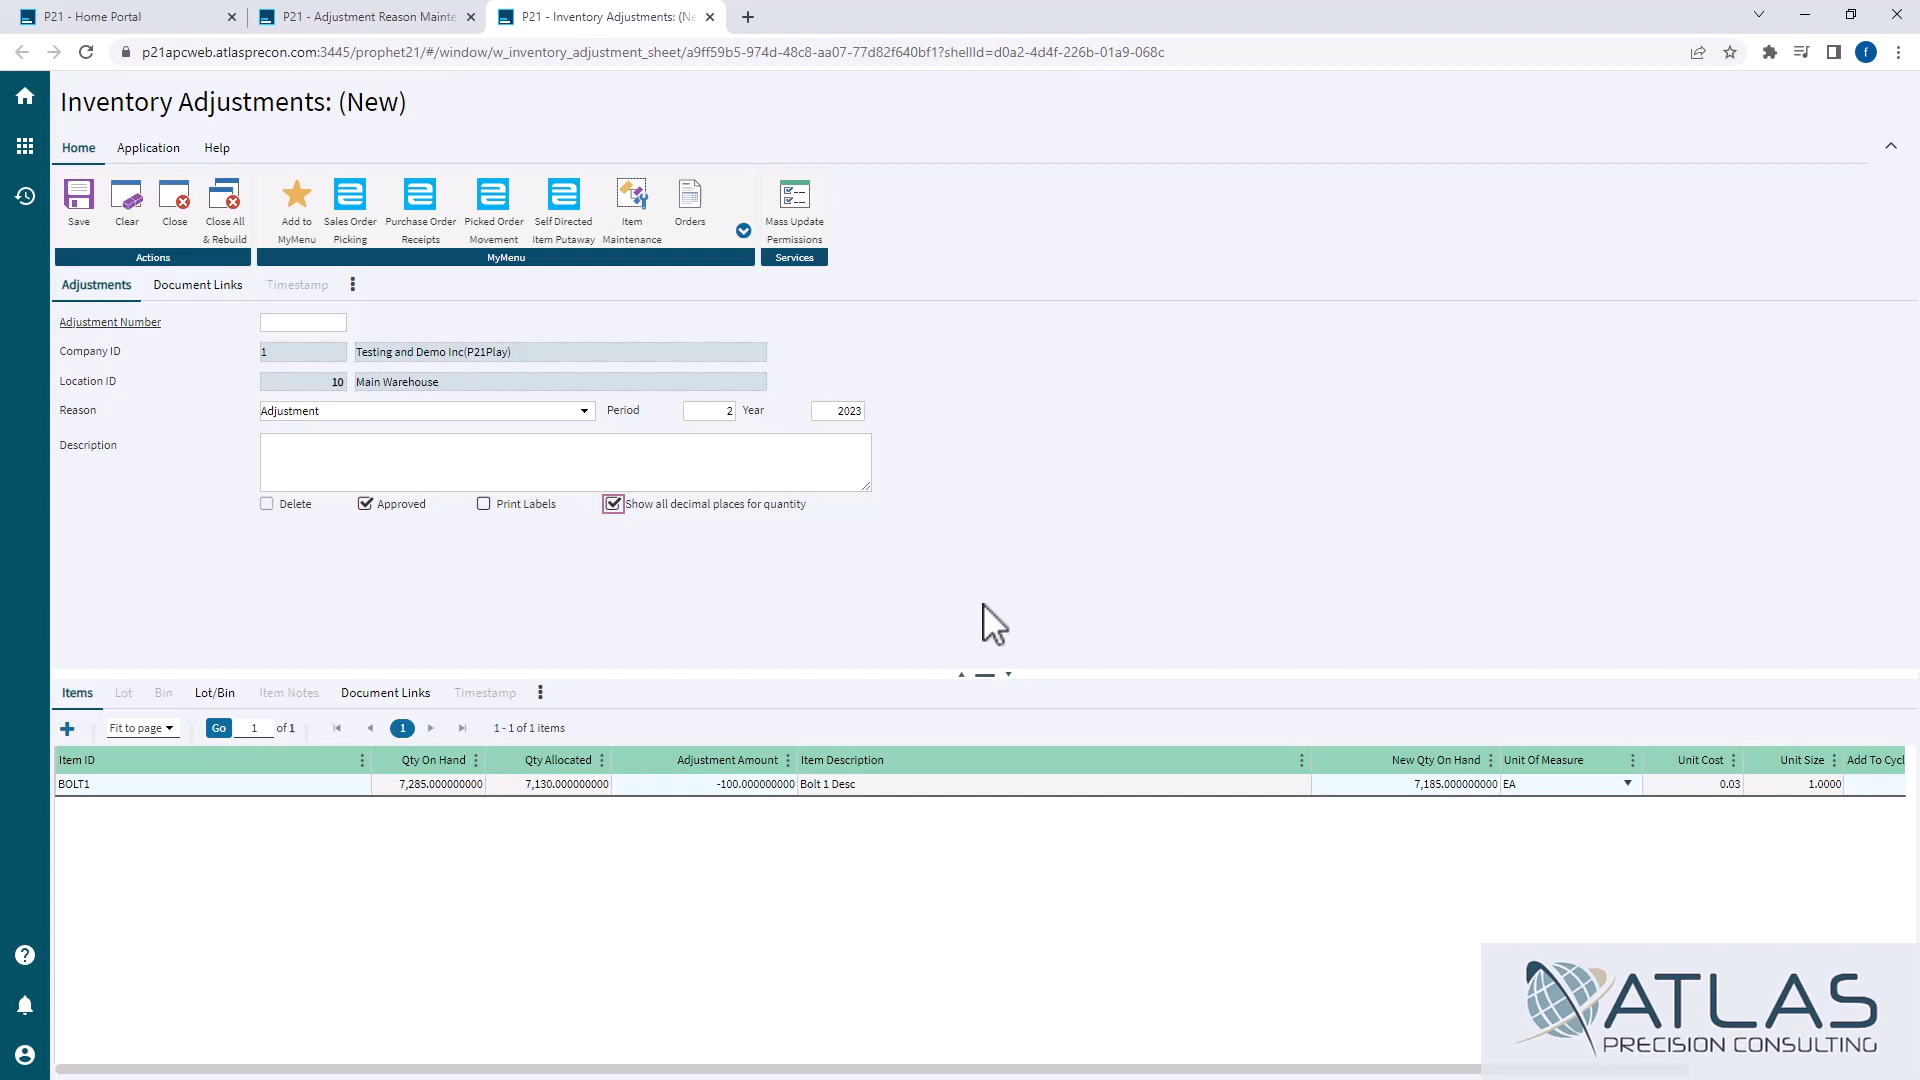 P21 - Home Portal
P21 - Adjustment Reason Mainte
P21 - Inventory Adjustments: (Ne
p21apcweb.atlasprecon.com:3445/prophet21/#/window/w_inventory_adjustment_sheet/a9ff59b5-974d-48c8-aa07-77d82f640bf1?shellId=d0a2-4d4f-226b-01a9-068c
f
Inventory Adjustments: (New)
Home Application Help
Save
Clear
Close
Close All
& Rebuild
Add to
MyMenu
Sales Order
Picking
Purchase Order
Receipts
Picked Order
Movement
Self Directed
Item Putaway
Item
Maintenance
Orders
Mass Update
Permissions
Actions MyMenu Services
Adjustments Document Links Timestamp
Adjustment Number
Company ID 1 Testing and Demo Inc(P21Play)
Location ID 10 Main Warehouse
Reason Adjustment Period 2 Year 2023
Description
Delete Approved Print Labels Show all decimal places for quantity
Items Lot Bin Lot/Bin Item Notes Document Links Timestamp
Fit to page Go 1 of 1 1 1 - 1 of 1 items
Item ID Qty On Hand Qty Allocated Adjustment Amount Item Description New Qty On Hand Unit Of Measure Unit Cost Unit Size Add To Cycl
BOLT1 7,285.000000000 7,130.000000000 -100.000000000 Bolt 1 Desc 7,185.000000000 EA 0.03 1.0000
ATLAS
PRECISION CONSULTING